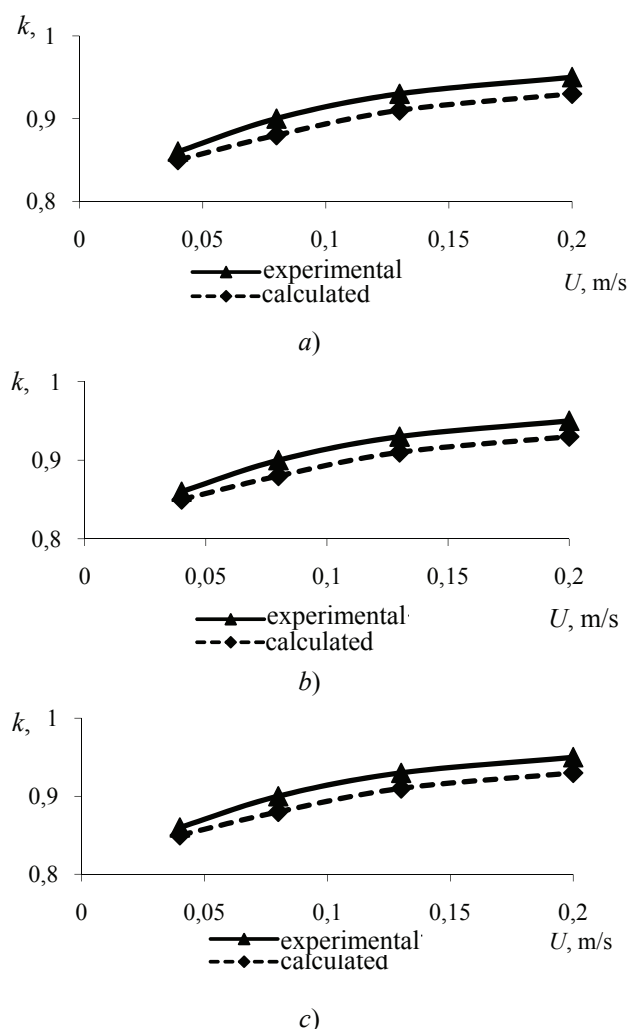 k, 1
0,9
0,8
0 0,05 0,1 0,15 0,2
experimental
calculated
U, m/s
a)
k, 1
0,9
0,8
0 0,05 0,1 0,15 0,2
experimental
calculated
U, m/s
b)
k, 1
0,9
0,8
0 0,05 0,1 0,15 0,2
experimental
calculated
U, m/s
c)